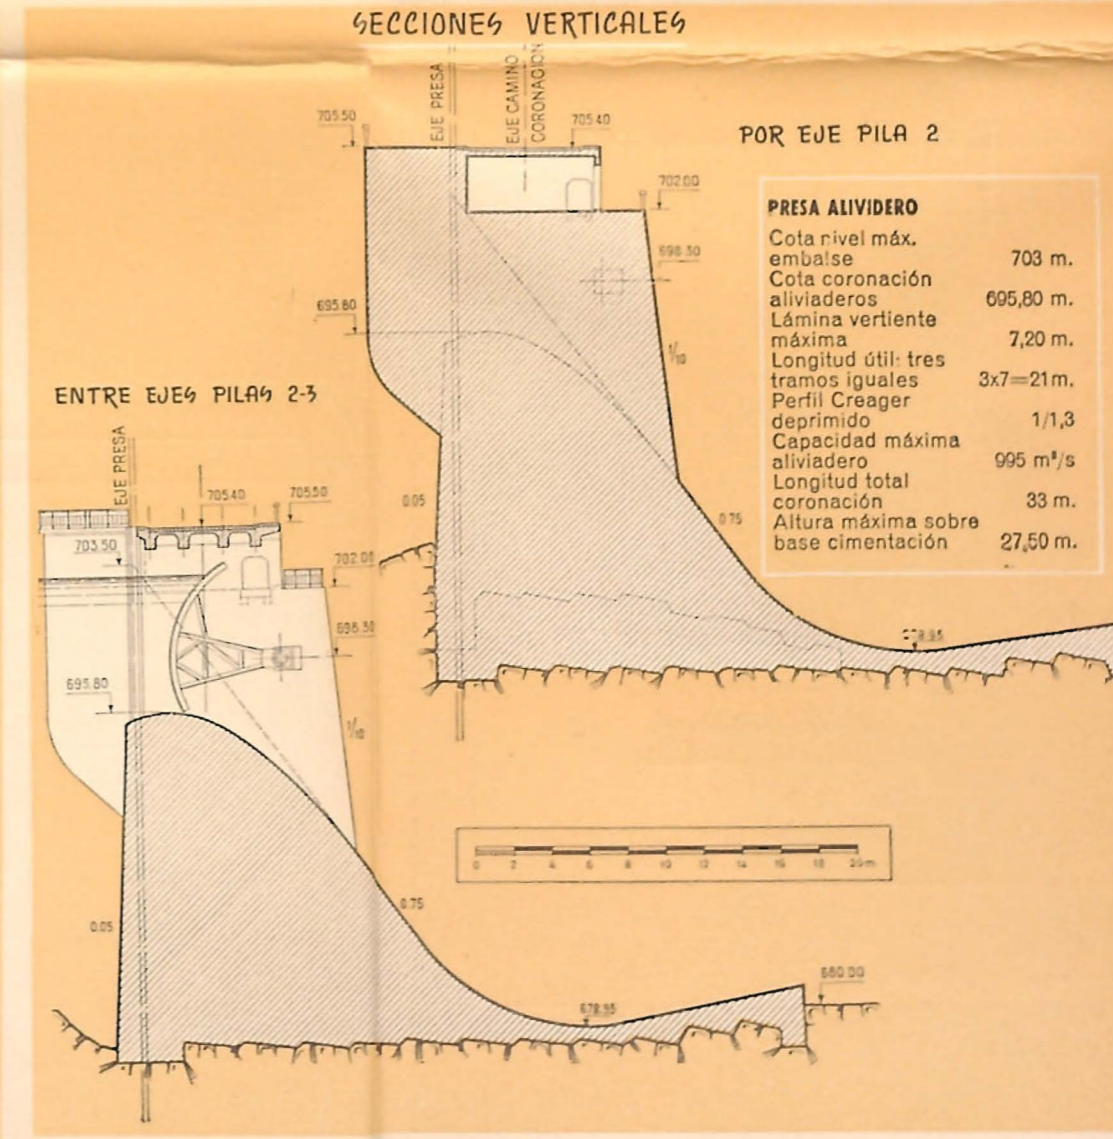 SECCIONES VERTICALES
EJE PRESA
EJE CAMINO
CORONACION
705.50
705.40
POR EJE PILA 2
702.00
698.30
695.80
1/10
0.05
0.75
678.95
PRESA ALIVIDERO
Cota nivel máx.
embalse 703 m.
Cota coronación
aliviaderos 695,80 m.
Lámina vertiente
máxima 7,20 m.
Longitud útil: tres
tramos iguales 3x7=21m.
Perfil Creager
deprimido 1/1,3
Capacidad máxima
aliviadero 995 m³/s
Longitud total
coronación 33 m.
Altura máxima sobre
base cimentación 27,50 m.
ENTRE EJES PILAS 2-3
EJE PRESA
705.40
705.50
703.50
702.00
698.30
695.80
1/10
0.05
0.75
678.95
680.00
0 2 4 6 8 10 12 14 16 18 20m